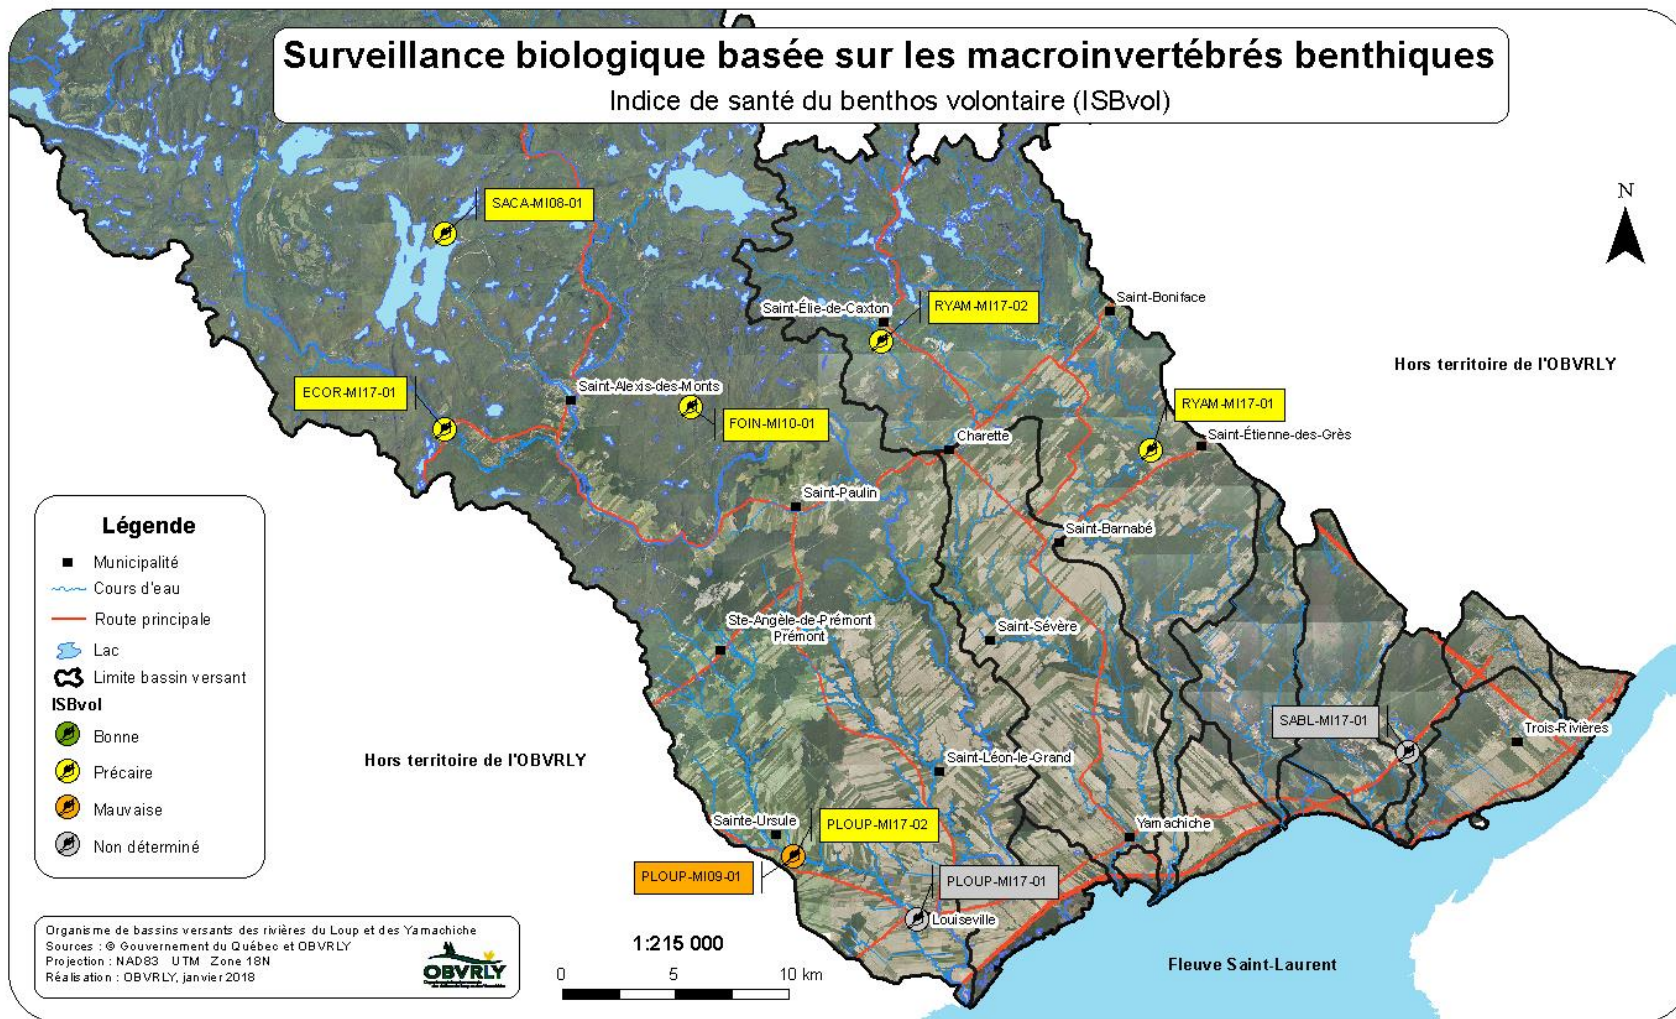 Surveillance biologique basée sur les macroinvertébrés benthiques
Indice de santé du benthos volontaire (ISBvol)
N
SACA-MI08-01
RYAM-MI17-02
Saint-Boniface
Saint-Élie-de-Caxton
Hors territoire de l'OBVRLY
ECOR-MI17-01
Saint-Alexis-des-Monts
FOIN-MI10-01
RYAM-MI17-01
Charette
Saint-Étienne-des-Grès
Saint-Paulin
Saint-Barnabé
Ste-Angèle-de-Prémont
Prémont
Saint-Sévère
SABL-MI17-01
Trois-Rivières
Hors territoire de l'OBVRLY
Saint-Léon-le-Grand
Sainte-Ursule
PLOUP-MI17-02
Yamachiche
PLOUP-MI09-01
PLOUP-MI17-01
Louiseville
Fleuve Saint-Laurent
Légende
Municipalité
Cours d'eau
Route principale
Lac
Limite bassin versant
ISBvol
Bonne
Précaire
Mauvaise
Non déterminé
Organisme de bassins versants des rivières du Loup et des Yamachiche
Sources : © Gouvernement du Québec et OBVRLY
Projection : NAD83 UTM Zone 18N
Réalisation : OBVRLY, janvier 2018
OBVRLY
1:215 000
0 5 10 km